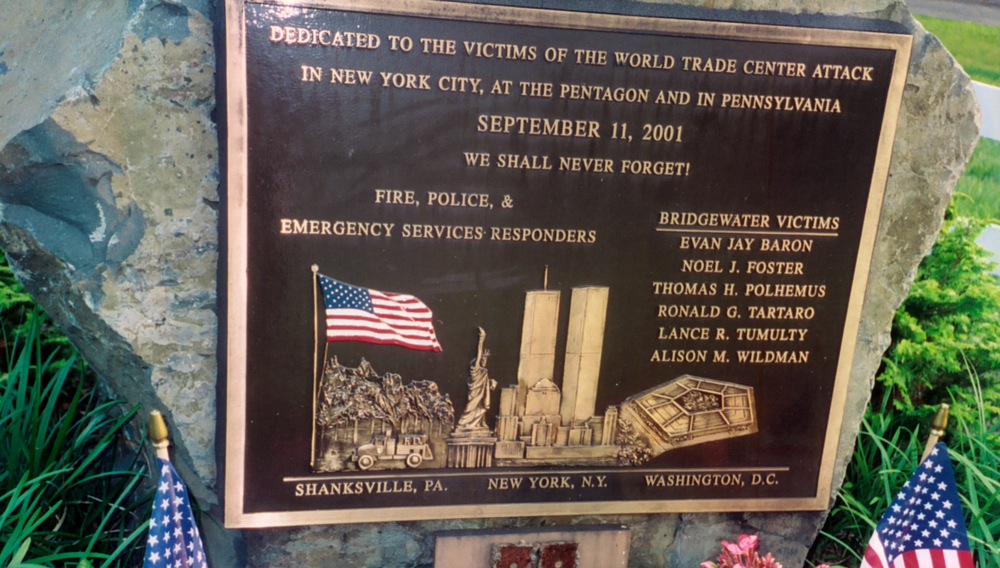 DEDICATED TO THE VICTIMS OF THE WORLD TRADE CENTER ATTACK
IN NEW YORK CITY, AT THE PENTAGON AND IN PENNSYLVANIA
SEPTEMBER 11, 2001
WE SHALL NEVER FORGET!
FIRE, POLICE, &
EMERGENCY SERVICES RESPONDERS
BRIDGEWATER VICTIMS
EVAN JAY BARON
NOEL J. FOSTER
THOMAS H. POLHEMUS
RONALD G. TARTARO
LANCE R. TUMULTY
ALISON M. WILDMAN
SHANKSVILLE, PA. NEW YORK, N.Y. WASHINGTON, D.C.